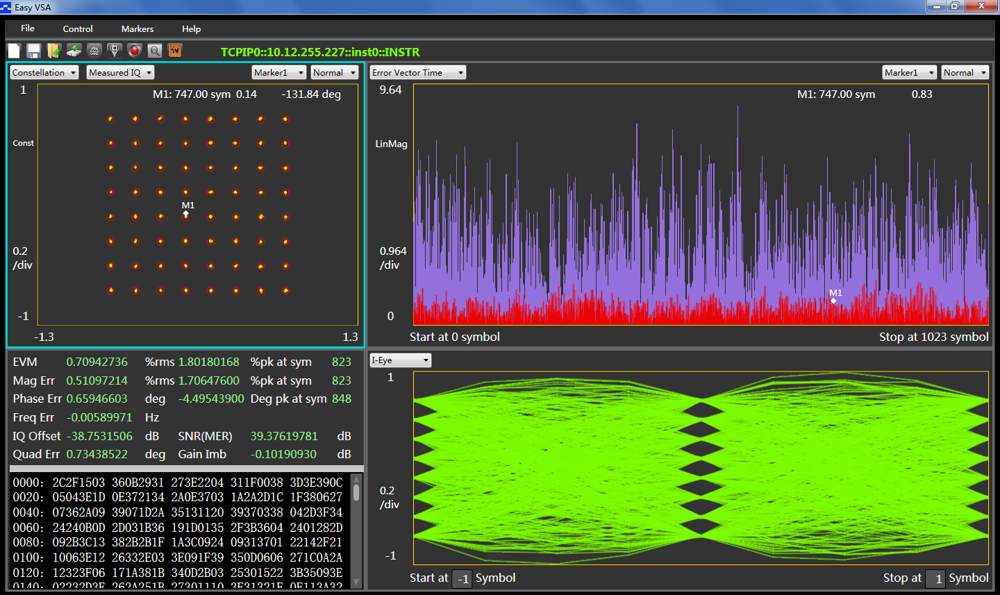 Easy VSA
File Control Markers Help
TCPIP0::10.12.255.227::inst0::INSTR
Constellation Measured IQ Marker1 Normal
1
M1: 747.00 sym 0.14 -131.84 deg
Const
M1
0.2
/div
-1
-1.3 1.3
Error Vector Time Marker1 Normal
9.64
M1: 747.00 sym 0.83
LinMag
0.964
/div
M1
0
Start at 0 symbol Stop at 1023 symbol
EVM 0.70942736 %rms 1.80180168 %pk at sym 823
Mag Err 0.51097214 %rms 1.70647600 %pk at sym 823
Phase Err 0.65946603 deg -4.49543900 Deg pk at sym 848
Freq Err -0.00589971 Hz
IQ Offset -38.7531506 dB SNR(MER) 39.37619781 dB
Quad Err 0.73438522 deg Gain Imb -0.10190930 dB
0000: 2C2F1503 360B2931 273E2204 311F0038 3D3E390C
0020: 05043E1D 0E372134 2A0E3703 1A2A2D1C 1F380627
0040: 07362A09 39071D2A 35131120 39370338 042D3F34
0060: 24240B0D 2D031B36 191D0135 2F3B3604 2401282D
0080: 092B3C13 382B2B1F 1A3C0924 09313701 22142F21
0100: 10063E12 26332E03 3E091F39 350D0606 271C0A2A
0120: 12323F06 171A381B 340D2B03 25301522 3B35093E
I-Eye
1
0.2
/div
-1
Start at -1 Symbol Stop at 1 Symbol